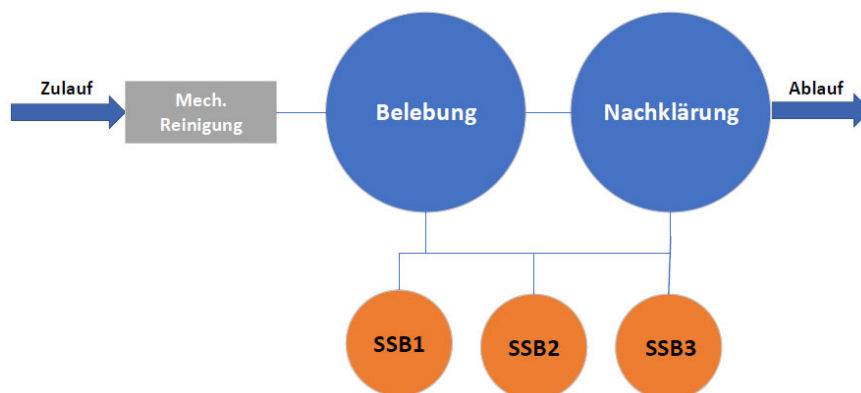 Zulauf
Mech.
Reinigung
Belebung
Nachklärung
Ablauf
SSB1
SSB2
SSB3